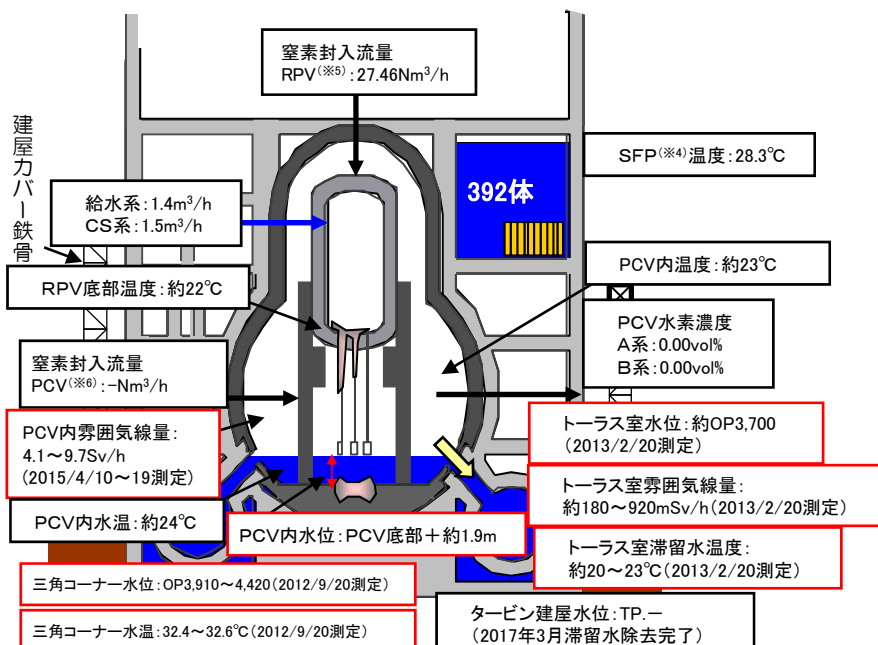 窒素封入流量
RPV(※5):27.46Nm³/h
建屋カバー鉄骨
SFP(※4)温度:28.3℃
392体
給水系:1.4m³/h
CS系:1.5m³/h
PCV内温度:約23℃
RPV底部温度:約22℃
PCV水素濃度
A系:0.00vol%
B系:0.00vol%
窒素封入流量
PCV(※6):-Nm³/h
PCV内雰囲気線量:
4.1~9.7Sv/h
(2015/4/10~19測定)
トーラス室水位:約OP3,700
(2013/2/20測定)
トーラス室雰囲気線量:
約180~920mSv/h(2013/2/20測定)
PCV内水温:約24℃
PCV内水位:PCV底部+約1.9m
トーラス室滞留水温度:
約20~23℃(2013/2/20測定)
三角コーナー水位:OP3,910~4,420(2012/9/20測定)
三角コーナー水温:32.4~32.6℃(2012/9/20測定)
タービン建屋水位:TP.-
(2017年3月滞留水除去完了)